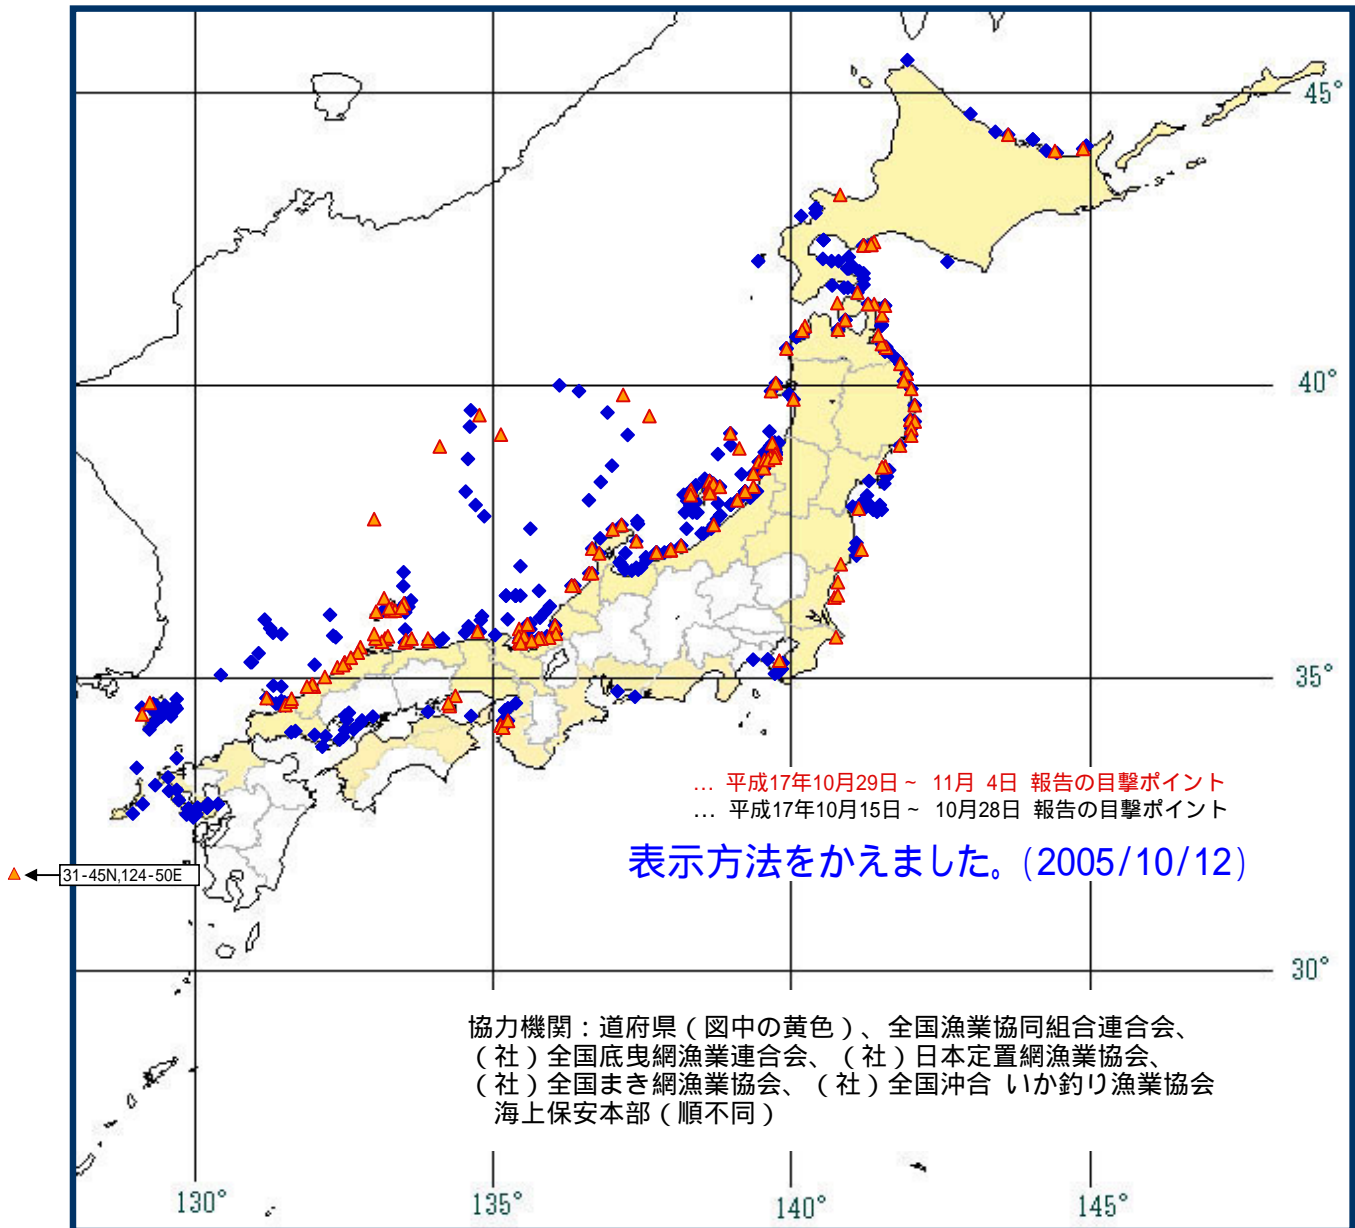 45°
40°
35°
… 平成17年10月29日~ 11月 4日 報告の目撃ポイント
… 平成17年10月15日~ 10月28日 報告の目撃ポイント
表示方法をかえました。(2005/10/12)
31-45N,124-50E
30°
協力機関:道府県(図中の黄色)、全国漁業協同組合連合会、
(社)全国底曳網漁業連合会、(社)日本定置網漁業協会、
(社)全国まき網漁業協会、(社)全国沖合 いか釣り漁業協会
海上保安本部(順不同)
130° 135° 140° 145°